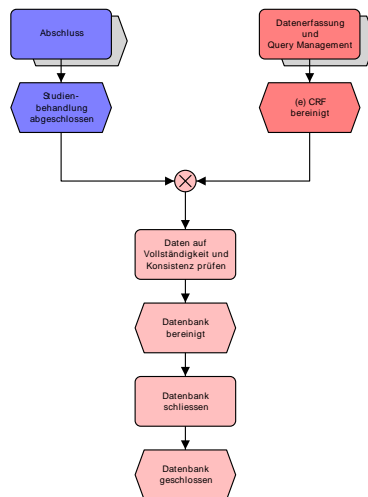 Abschluss
Datenerfassung
und
Query Management
Studien-
behandlung
abgeschlossen
(e) CRF
bereinigt
Daten auf
Vollständigkeit und
Konsistenz prüfen
Datenbank
bereinigt
Datenbank
schliessen
Datenbank
geschlossen